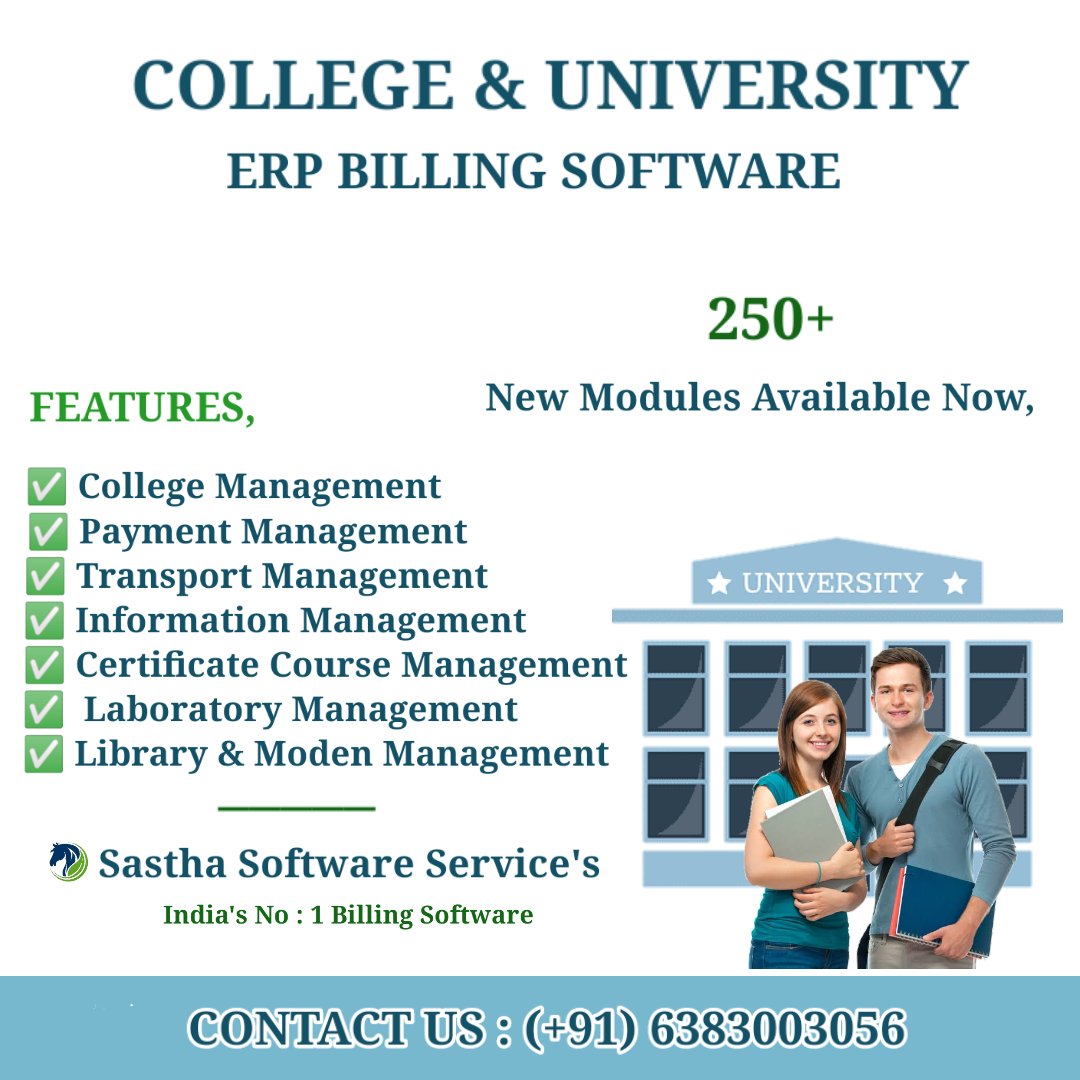 COLLEGE & UNIVERSITY
ERP BILLING SOFTWARE
250+
New Modules Available Now,
FEATURES,
✅ College Management
✅ Payment Management
✅ Transport Management
✅ Information Management
✅ Certificate Course Management
✅ Laboratory Management
✅ Library & Moden Management
UNIVERSITY
Sastha Software Service's
India's No : 1 Billing Software
CONTACT US : (+91) 6383003056